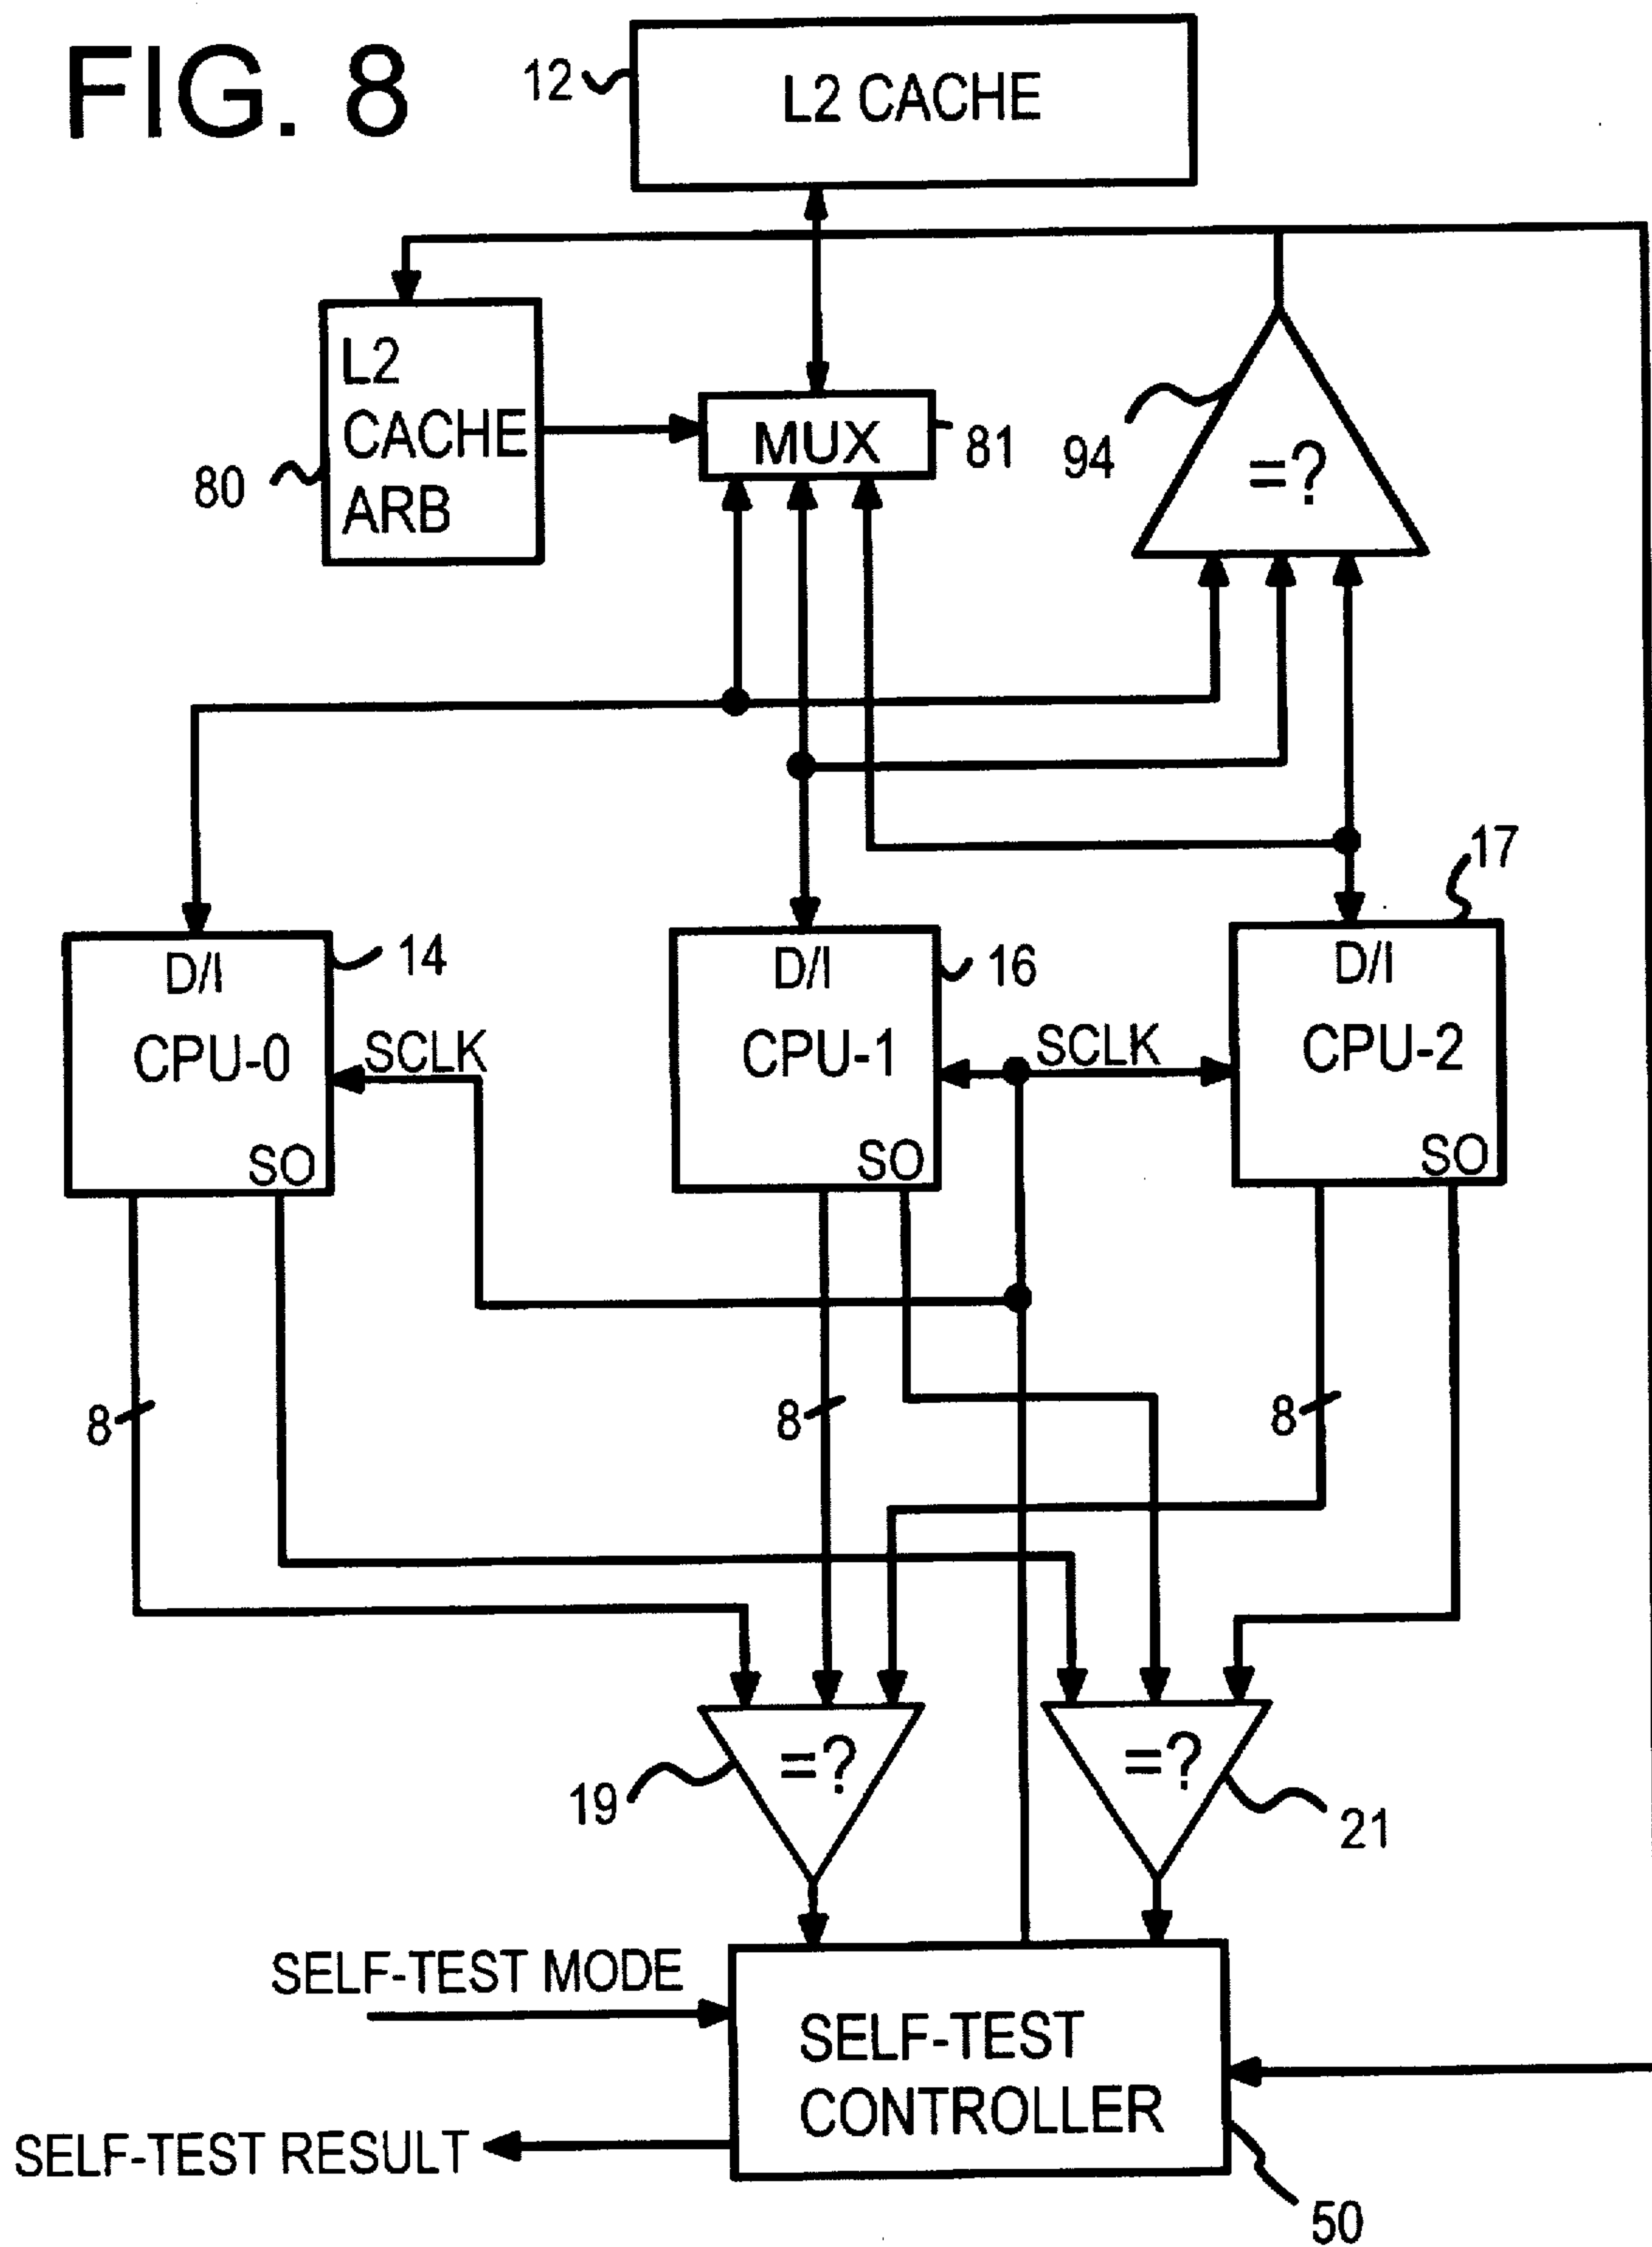 FIG. 8
12
L2 CACHE
L2
CACHE
ARB
80
MUX
81
94
=?
17
D/I
CPU-0
SO
14
SCLK
D/I
CPU-1
SO
16
SCLK
D/I
CPU-2
SO
8
8
8
=?
19
=?
21
SELF-TEST MODE
SELF-TEST
CONTROLLER
SELF-TEST RESULT
50